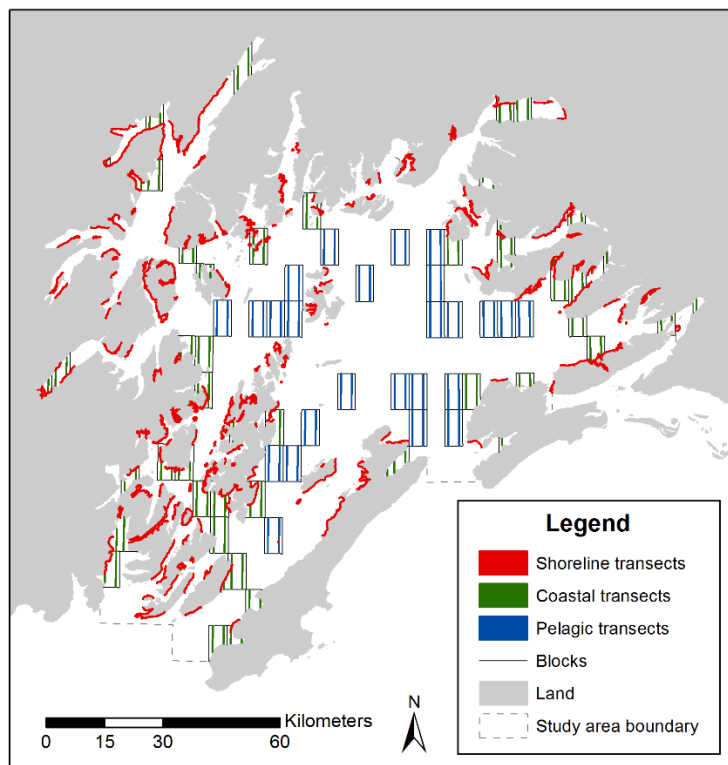 Legend
Shoreline transects
Coastal transects
Pelagic transects
Blocks
Land
Study area boundary
N
Kilometers
0 15 30 60